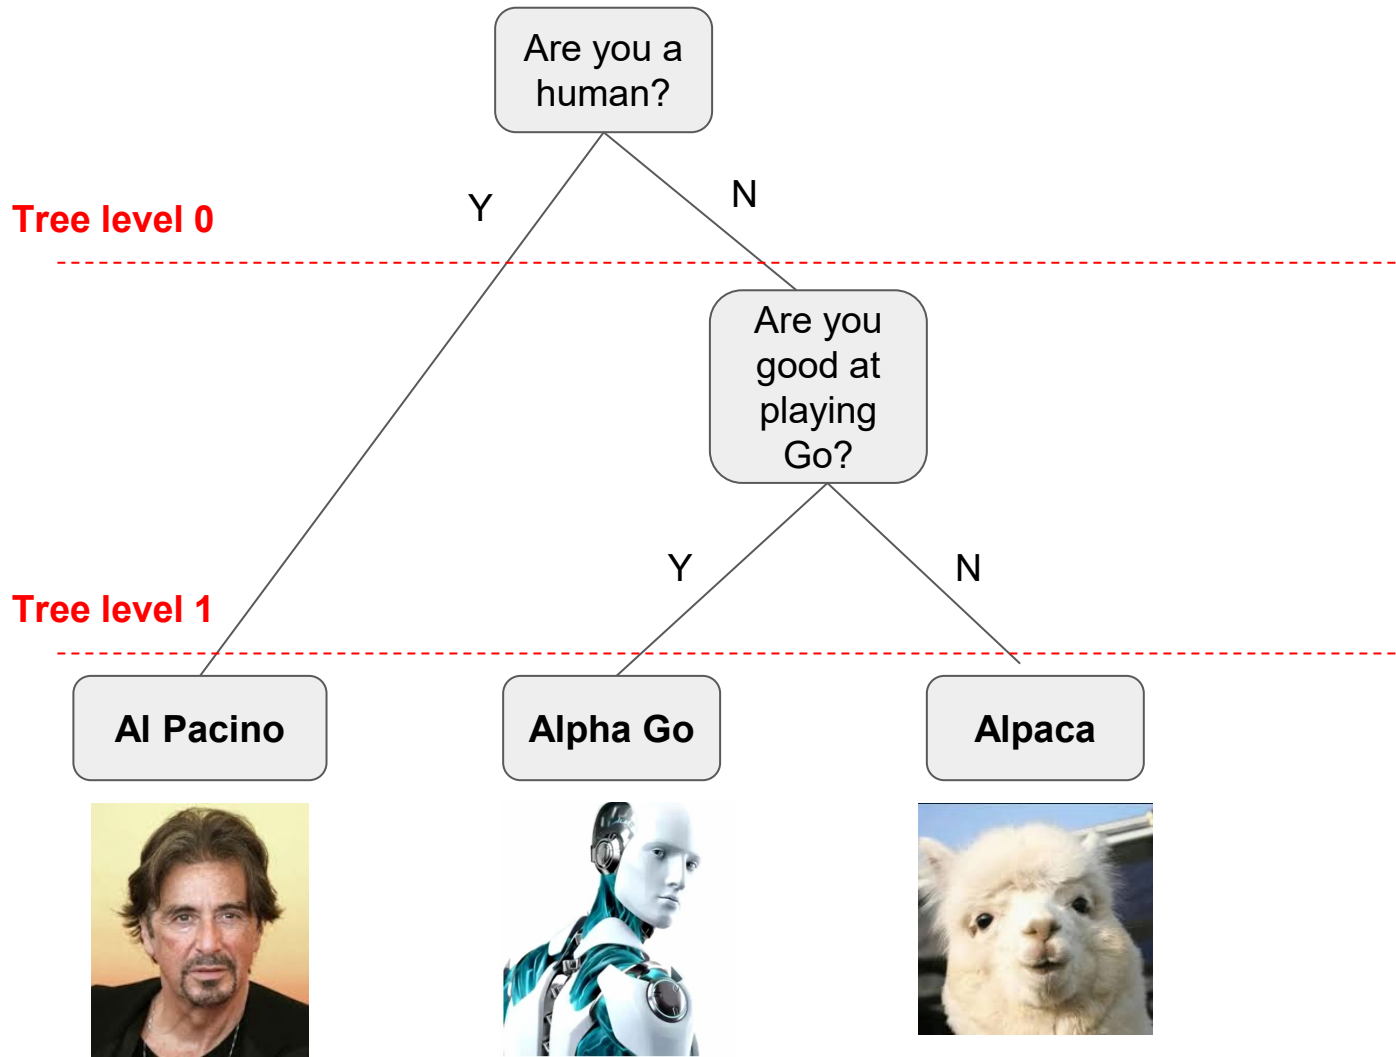 Are you a
human?
Y
N
Tree level 0
Are you
good at
playing
Go?
Y
N
Tree level 1
Al Pacino
Alpha Go
Alpaca